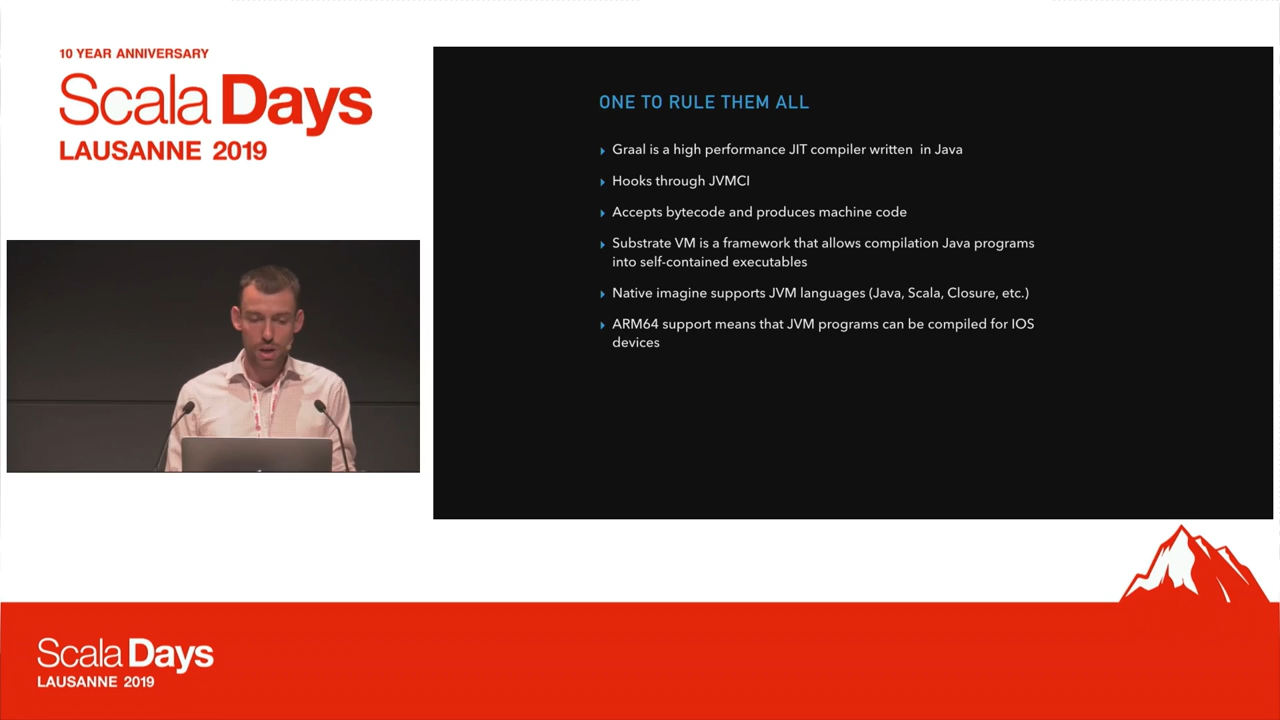 10 YEAR ANNIVERSARY
Scala Days
LAUSANNE 2019
ONE TO RULE THEM ALL
Graal is a high performance JIT compiler written in Java
Hooks through JVMCI
Accepts bytecode and produces machine code
Substrate VM is a framework that allows compilation Java programs
into self-contained executables
Native imagine supports JVM languages (Java, Scala, Closure, etc.)
ARM64 support means that JVM programs can be compiled for IOS
devices
Scala Days
LAUSANNE 2019